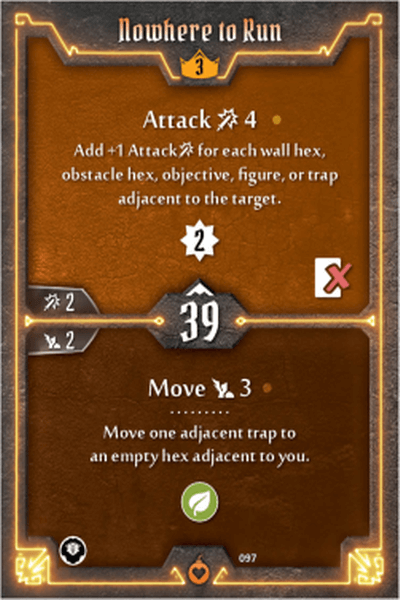 Nowhere to Run
3
Attack 4
Add +1 Attack for each wall hex,
obstacle hex, objective, figure, or trap
adjacent to the target.
2
2
39
2
Move 3
Move one adjacent trap to
an empty hex adjacent to you.
097